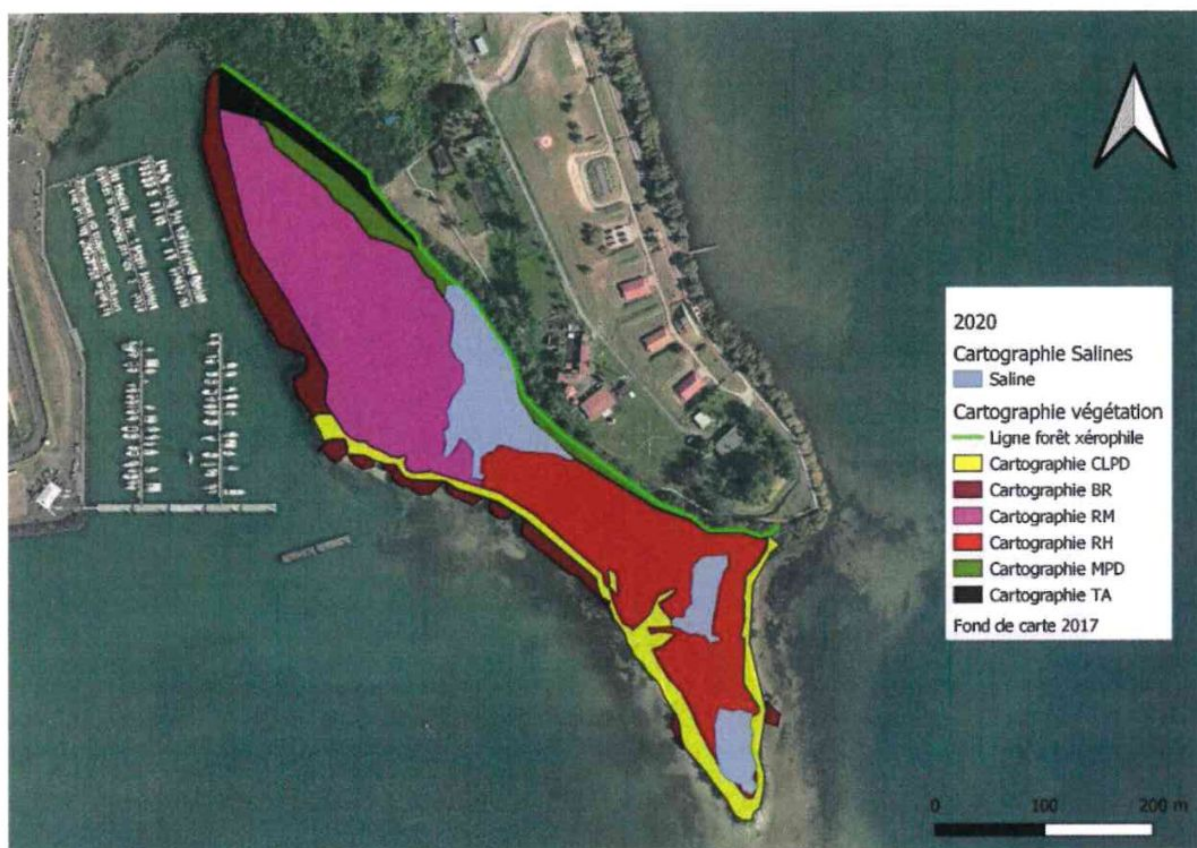 2020
Cartographie Salines
Saline
Cartographie végétation
Ligne forêt xérophile
Cartographie CLPD
Cartographie BR
Cartographie RM
Cartographie RH
Cartographie MPD
Cartographie TA
Fond de carte 2017
0 100 200 m